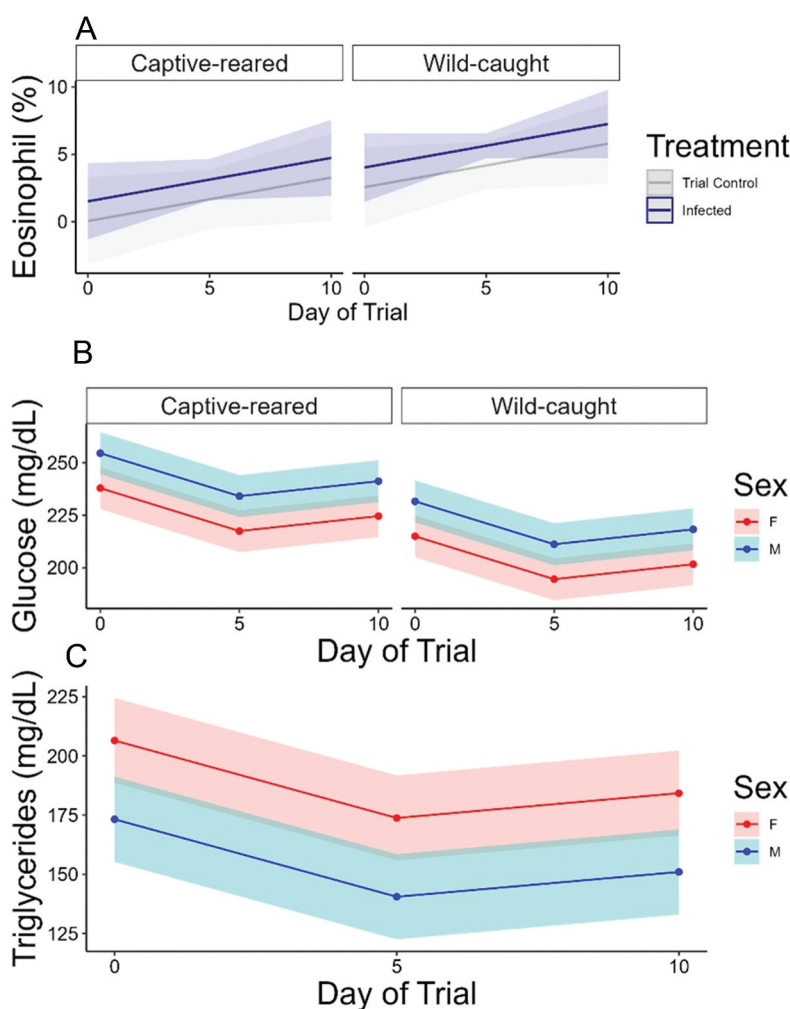 A
Captive-reared Wild-caught
Eosinophil (%)
10
5
0
0 5 10 0 5 10
Day of Trial
Treatment
Trial Control
Infected
B
Captive-reared Wild-caught
Glucose (mg/dL)
250
225
200
0 5 10 0 5 10
Day of Trial
Sex
F
M
C
Triglycerides (mg/dL)
225
200
175
150
125
0 5 10
Day of Trial
Sex
F
M